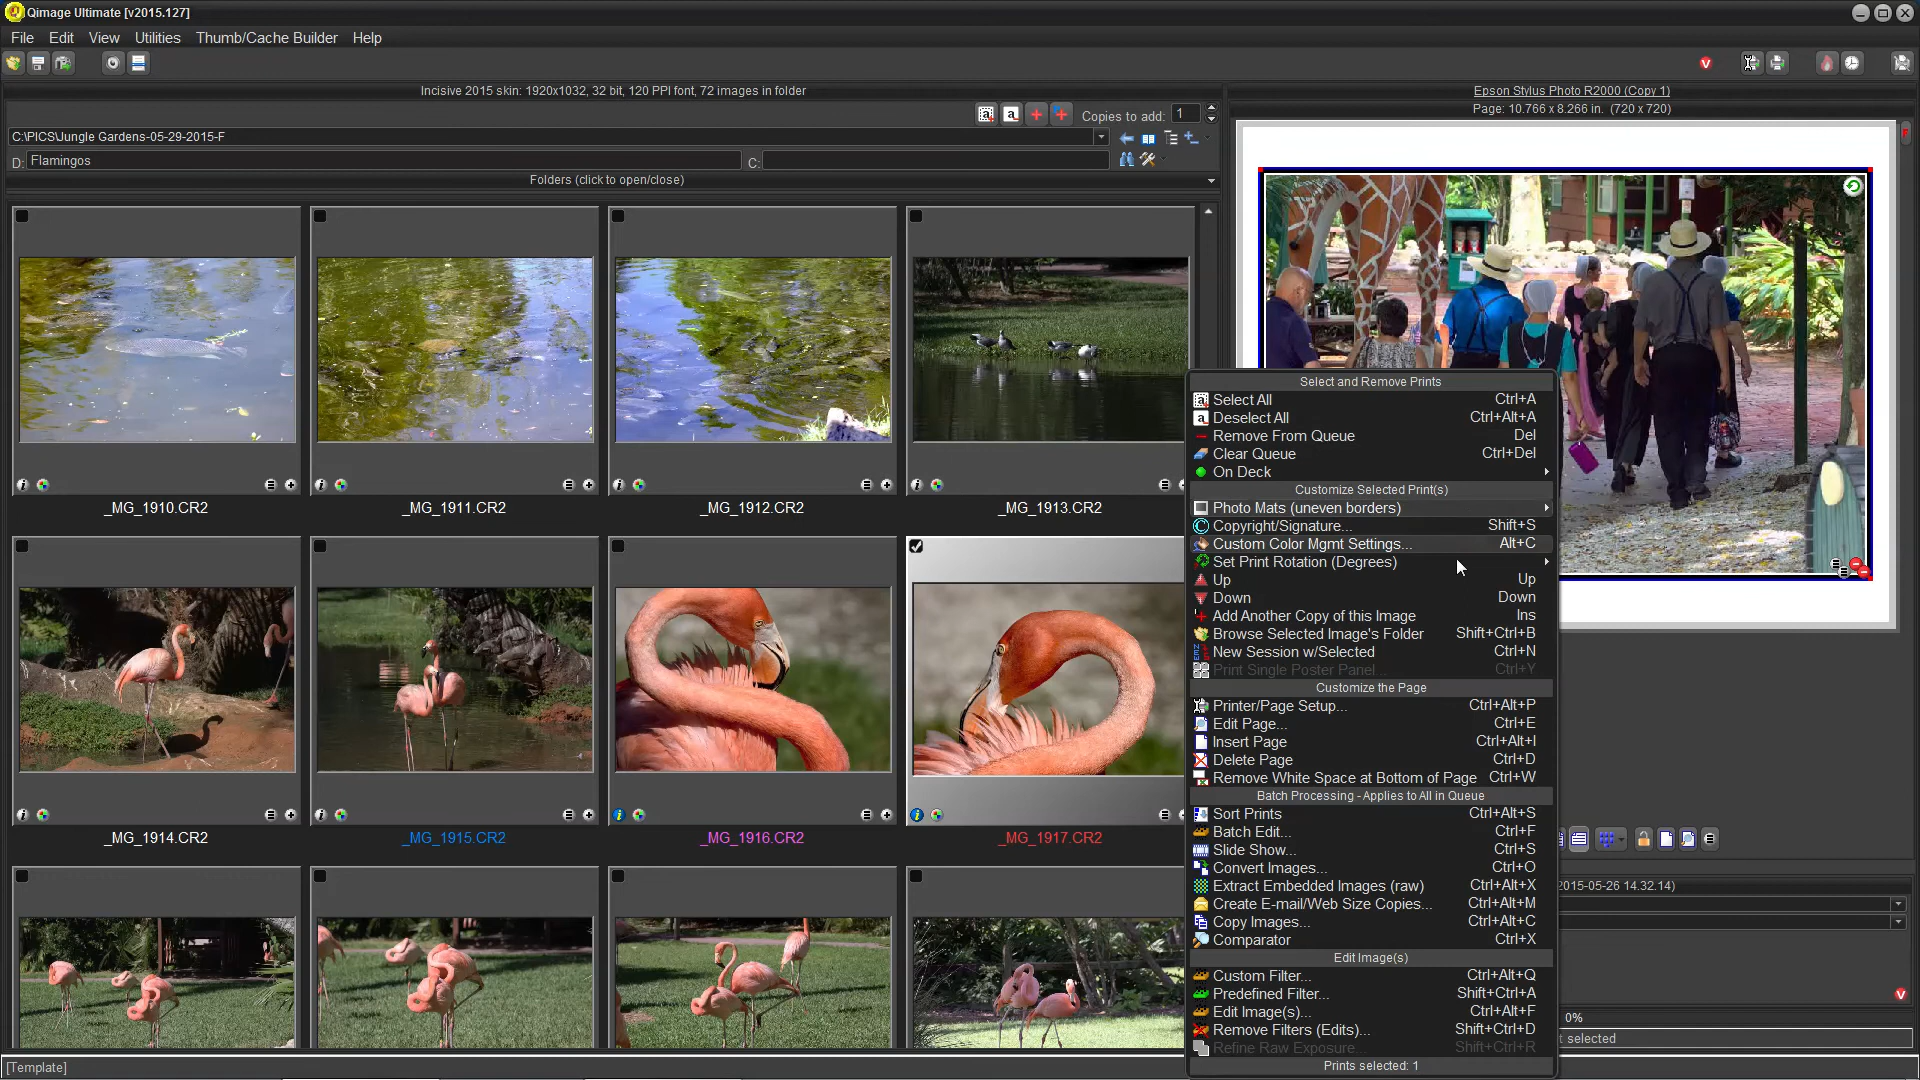 Qimage Ultimate [v2015.127]
File Edit View Utilities Thumb/Cache Builder Help
Incisive 2015 skin: 1920x1032, 32 bit, 120 PPI font, 72 images in folder
Epson Stylus Photo R2000 (Copy 1)
Page: 10.766 x 8.266 in. (720 x 720)
Copies to add: 1
C:\PICS\Jungle Gardens-05-29-2015-F
D: Flamingos C:
Folders (click to open/close)
_MG_1910.CR2 _MG_1911.CR2 _MG_1912.CR2 _MG_1913.CR2
_MG_1914.CR2 _MG_1915.CR2 _MG_1916.CR2 _MG_1917.CR2
Select and Remove Prints
Select All Ctrl+A
Deselect All Ctrl+Alt+A
Remove From Queue Del
Clear Queue Ctrl+Del
On Deck
Customize Selected Print(s)
Photo Mats (uneven borders)
Copyright/Signature... Shift+S
Custom Color Mgmt Settings... Alt+C
Set Print Rotation (Degrees)
Up Up
Down Down
Add Another Copy of this Image Ins
Browse Selected Image's Folder Shift+Ctrl+B
New Session w/Selected Ctrl+N
Print Single Poster Panel... Ctrl+Y
Customize the Page
Printer/Page Setup... Ctrl+Alt+P
Edit Page... Ctrl+E
Insert Page Ctrl+Alt+I
Delete Page Ctrl+D
Remove White Space at Bottom of Page Ctrl+W
Batch Processing - Applies to All in Queue
Sort Prints Ctrl+Alt+S
Batch Edit... Ctrl+F
Slide Show... Ctrl+S
Convert Images... Ctrl+O
Extract Embedded Images (raw) Ctrl+Alt+X
Create E-mail/Web Size Copies... Ctrl+Alt+M
Copy Images... Ctrl+Alt+C
Comparator Ctrl+X
Edit Image(s)
Custom Filter... Ctrl+Alt+Q
Predefined Filter... Shift+Ctrl+A
Edit Image(s)... Ctrl+Alt+F
Remove Filters (Edits)... Shift+Ctrl+D
Refine Raw Exposure... Shift+Ctrl+R
Prints selected: 1
2015-05-26 14.32.14)
0%
t selected
[Template]